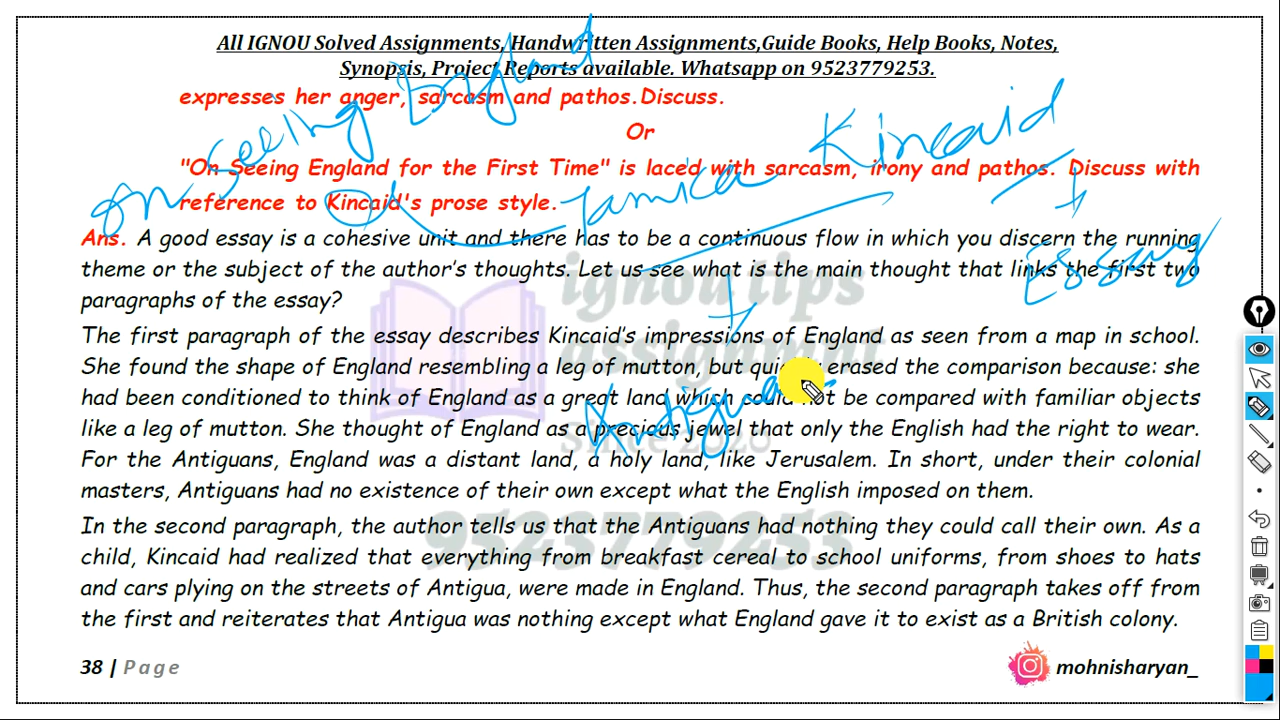 All IGNOU Solved Assignments, Handwritten Assignments,Guide Books, Help Books, Notes,
Synopsis, Project Reports available. Whatsapp on 9523779253.
expresses her anger, sarcasm and pathos.Discuss.
Or
"On Seeing England for the First Time" is laced with sarcasm, irony and pathos. Discuss with
reference to Kincaid's prose style.
On Seeing England
Jamica Kincaid
Essay
Antigua
Ans. A good essay is a cohesive unit and there has to be a continuous flow in which you discern the running
theme or the subject of the author's thoughts. Let us see what is the main thought that links the first two
paragraphs of the essay?
The first paragraph of the essay describes Kincaid's impressions of England as seen from a map in school.
She found the shape of England resembling a leg of mutton, but quickly erased the comparison because: she
had been conditioned to think of England as a great land which could not be compared with familiar objects
like a leg of mutton. She thought of England as a precious jewel that only the English had the right to wear.
For the Antiguans, England was a distant land, a holy land, like Jerusalem. In short, under their colonial
masters, Antiguans had no existence of their own except what the English imposed on them.
In the second paragraph, the author tells us that the Antiguans had nothing they could call their own. As a
child, Kincaid had realized that everything from breakfast cereal to school uniforms, from shoes to hats
and cars plying on the streets of Antigua, were made in England. Thus, the second paragraph takes off from
the first and reiterates that Antigua was nothing except what England gave it to exist as a British colony.
ignou tips
assignmnt
Since 2020
9523779253
38 | Page
mohnisharyan_